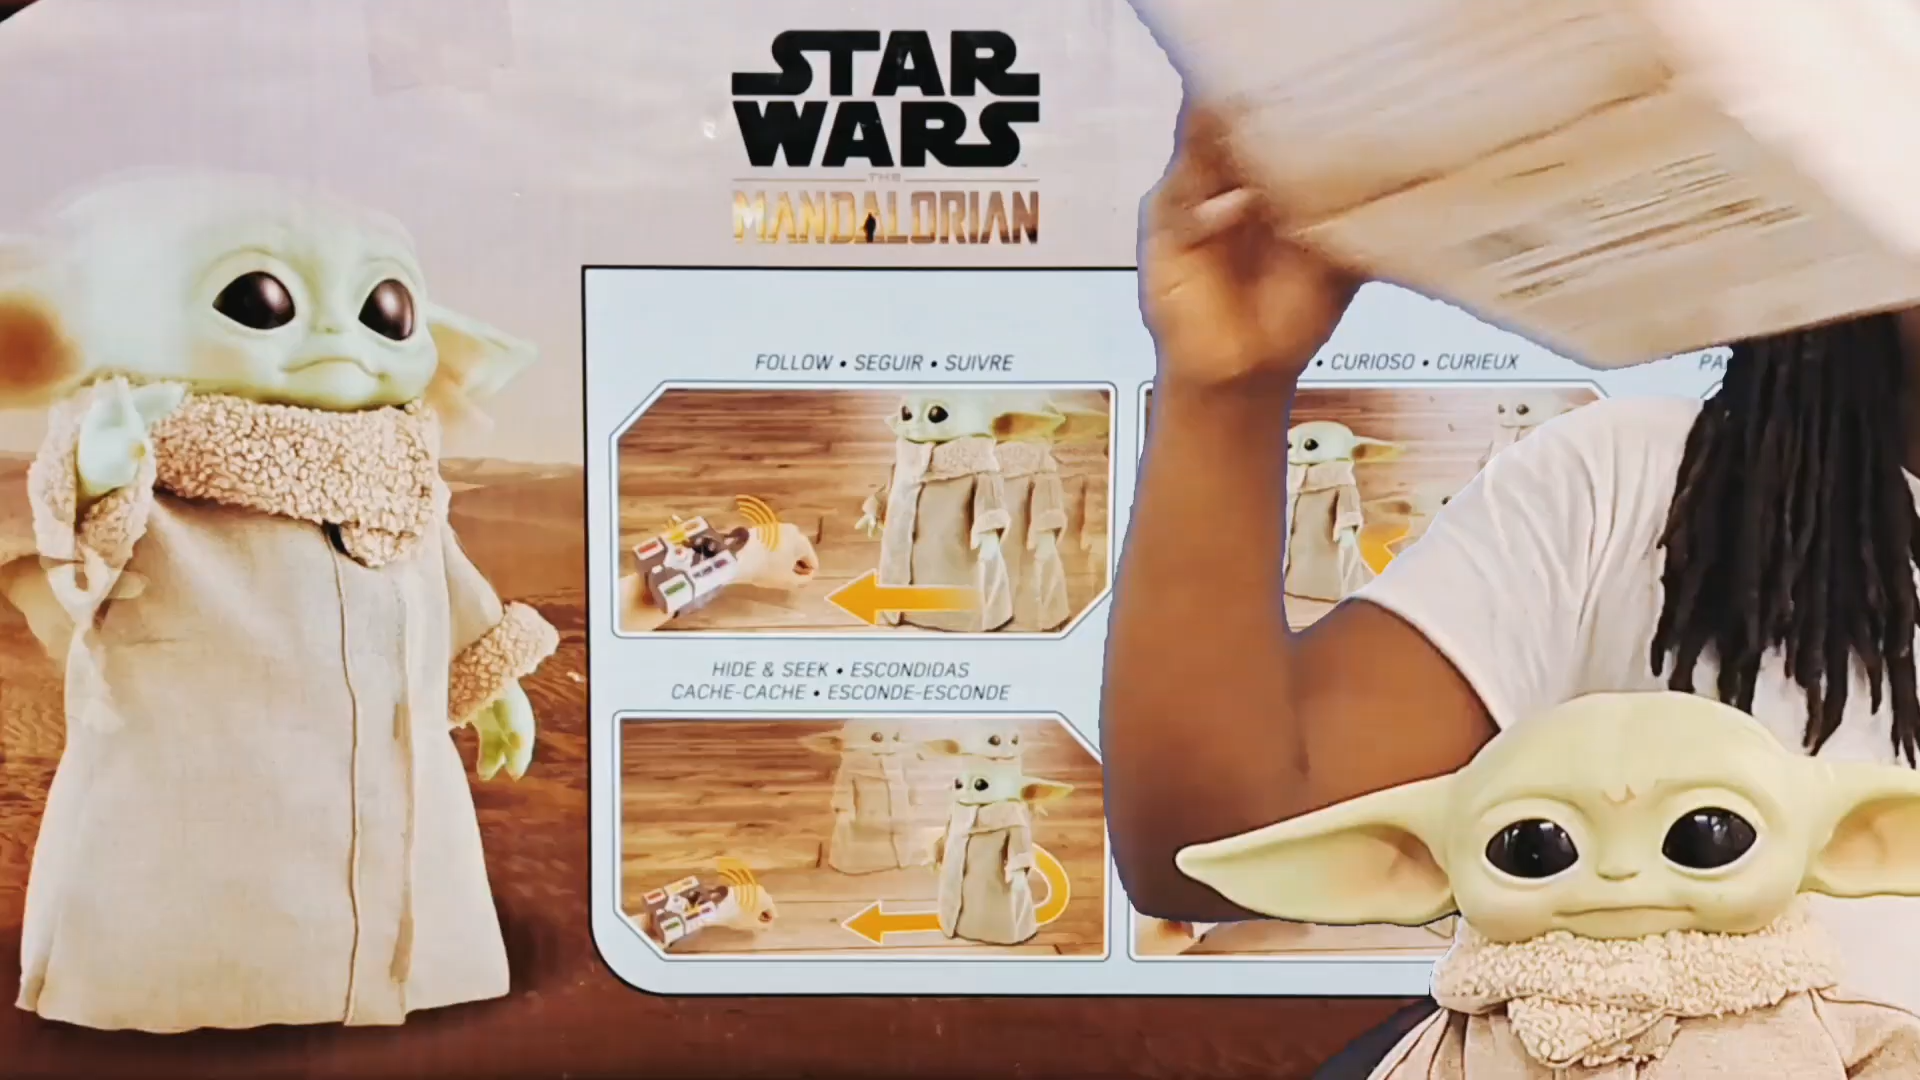 STAR
WARS
THE
MANDALORIAN
FOLLOW • SEGUIR • SUIVRE
• CURIOSO • CURIEUX
HIDE & SEEK • ESCONDIDAS
CACHE-CACHE • ESCONDE-ESCONDE